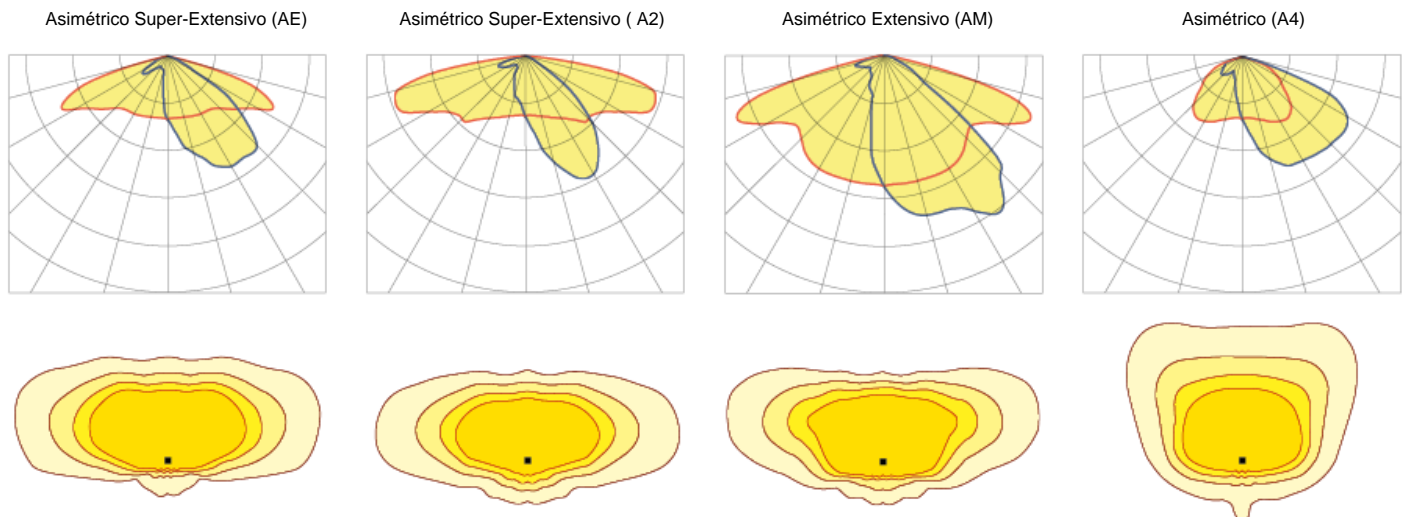 Asimétrico Super-Extensivo (AE)
Asimétrico Super-Extensivo ( A2)
Asimétrico Extensivo (AM)
Asimétrico (A4)